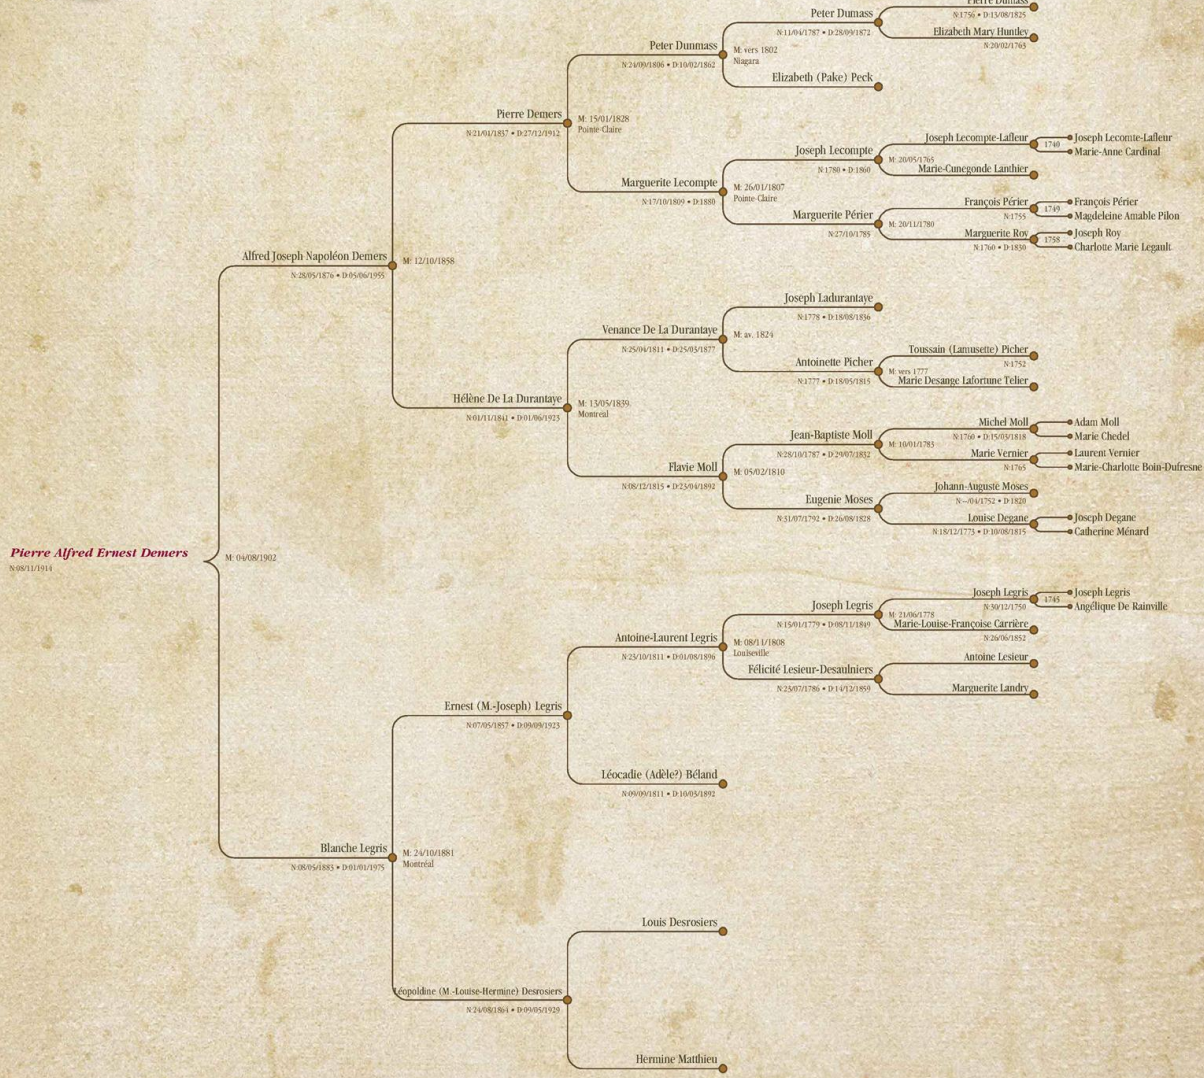 Pierre Dumass
N:1756 • D:13/08/1825
Peter Dumass
N:11/04/1787 • D:28/09/1872
Elizabeth Mary Huntley
N:20/02/1763
Peter Dunmass
N:24/09/1806 • D:10/02/1862
M: vers 1802
Niagara
Elizabeth (Pake) Peck
Pierre Demers
N:21/01/1837 • D:27/12/1912
M: 15/01/1828
Pointe-Claire
Joseph Lecompte-Lafleur
1740
Joseph Lecomte-Lafleur
Marie-Anne Cardinal
Joseph Lecompte
N:1780 • D:1860
M: 20/05/1765
Marie-Cunegonde Lanthier
Marguerite Lecompte
N:17/10/1809 • D:1880
M: 26/01/1807
Pointe-Claire
François Périer
N:1755
1749
François Périer
Magdeleine Amable Pilon
Marguerite Périer
N:27/10/1785
M: 20/11/1780
Marguerite Roy
N:1760 • D:1830
1758
Joseph Roy
Charlotte Marie Legault
Alfred Joseph Napoléon Demers
N:28/05/1876 • D:05/06/1955
M: 12/10/1858
Joseph Ladurantaye
N:1778 • D:18/08/1836
Venance De La Durantaye
N:25/04/1811 • D:25/03/1877
M: av. 1824
Toussain (Lamusette) Picher
N:1752
Antoinette Picher
N:1777 • D:18/05/1815
M: vers 1777
Marie Desange Lafortune Telier
Hélène De La Durantaye
N:01/11/1841 • D:01/06/1923
M: 13/05/1839
Montréal
Michel Moll
N:1760 • D:15/03/1818
Adam Moll
Marie Chedel
Jean-Baptiste Moll
N:28/10/1787 • D:29/07/1832
M: 10/01/1783
Marie Vernier
N:1765
Laurent Vernier
Marie-Charlotte Boin-Dufresne
Flavie Moll
N:08/12/1815 • D:23/04/1892
M: 05/02/1810
Johann-Auguste Moses
N:--/04/1752 • D:1820
Eugenie Moses
N:31/07/1792 • D:26/08/1828
Louise Degane
N:18/12/1773 • D:10/08/1815
Joseph Degane
Catherine Ménard
Pierre Alfred Ernest Demers
N:08/11/1914
M: 04/08/1902
Joseph Legris
N:30/12/1750
1745
Joseph Legris
Angélique De Rainville
Joseph Legris
N:15/01/1779 • D:08/11/1849
M: 21/06/1778
Marie-Louise-Françoise Carrière
N:26/06/1852
Antoine-Laurent Legris
N:25/10/1811 • D:01/08/1896
M: 08/11/1808
Louiseville
Antoine Lesieur
Félicité Lesieur-Desaulniers
N:23/07/1786 • D:14/12/1859
Marguerite Landry
Ernest (M.-Joseph) Legris
N:07/05/1857 • D:09/09/1923
Léocadie (Adèle?) Béland
N:09/09/1811 • D:10/03/1892
Blanche Legris
N:08/05/1883 • D:01/01/1975
M: 24/10/1881
Montréal
Louis Desrosiers
Léopoldine (M.-Louise-Hermine) Desrosiers
N:24/08/1864 • D:09/05/1929
Hermine Matthieu